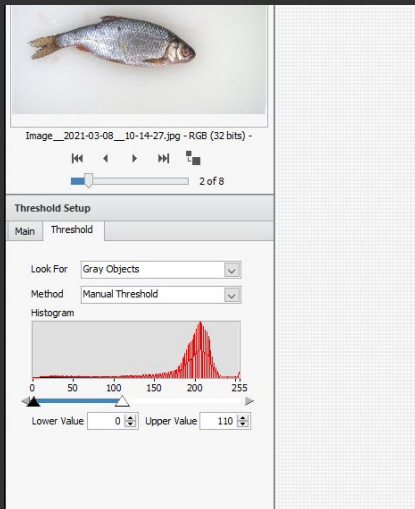 Image__2021-03-08__10-14-27.jpg - RGB (32 bits) -
2 of 8
Threshold Setup
Main Threshold
Look For Gray Objects
Method Manual Threshold
Histogram
0 50 100 150 200 255
Lower Value 0 Upper Value 110